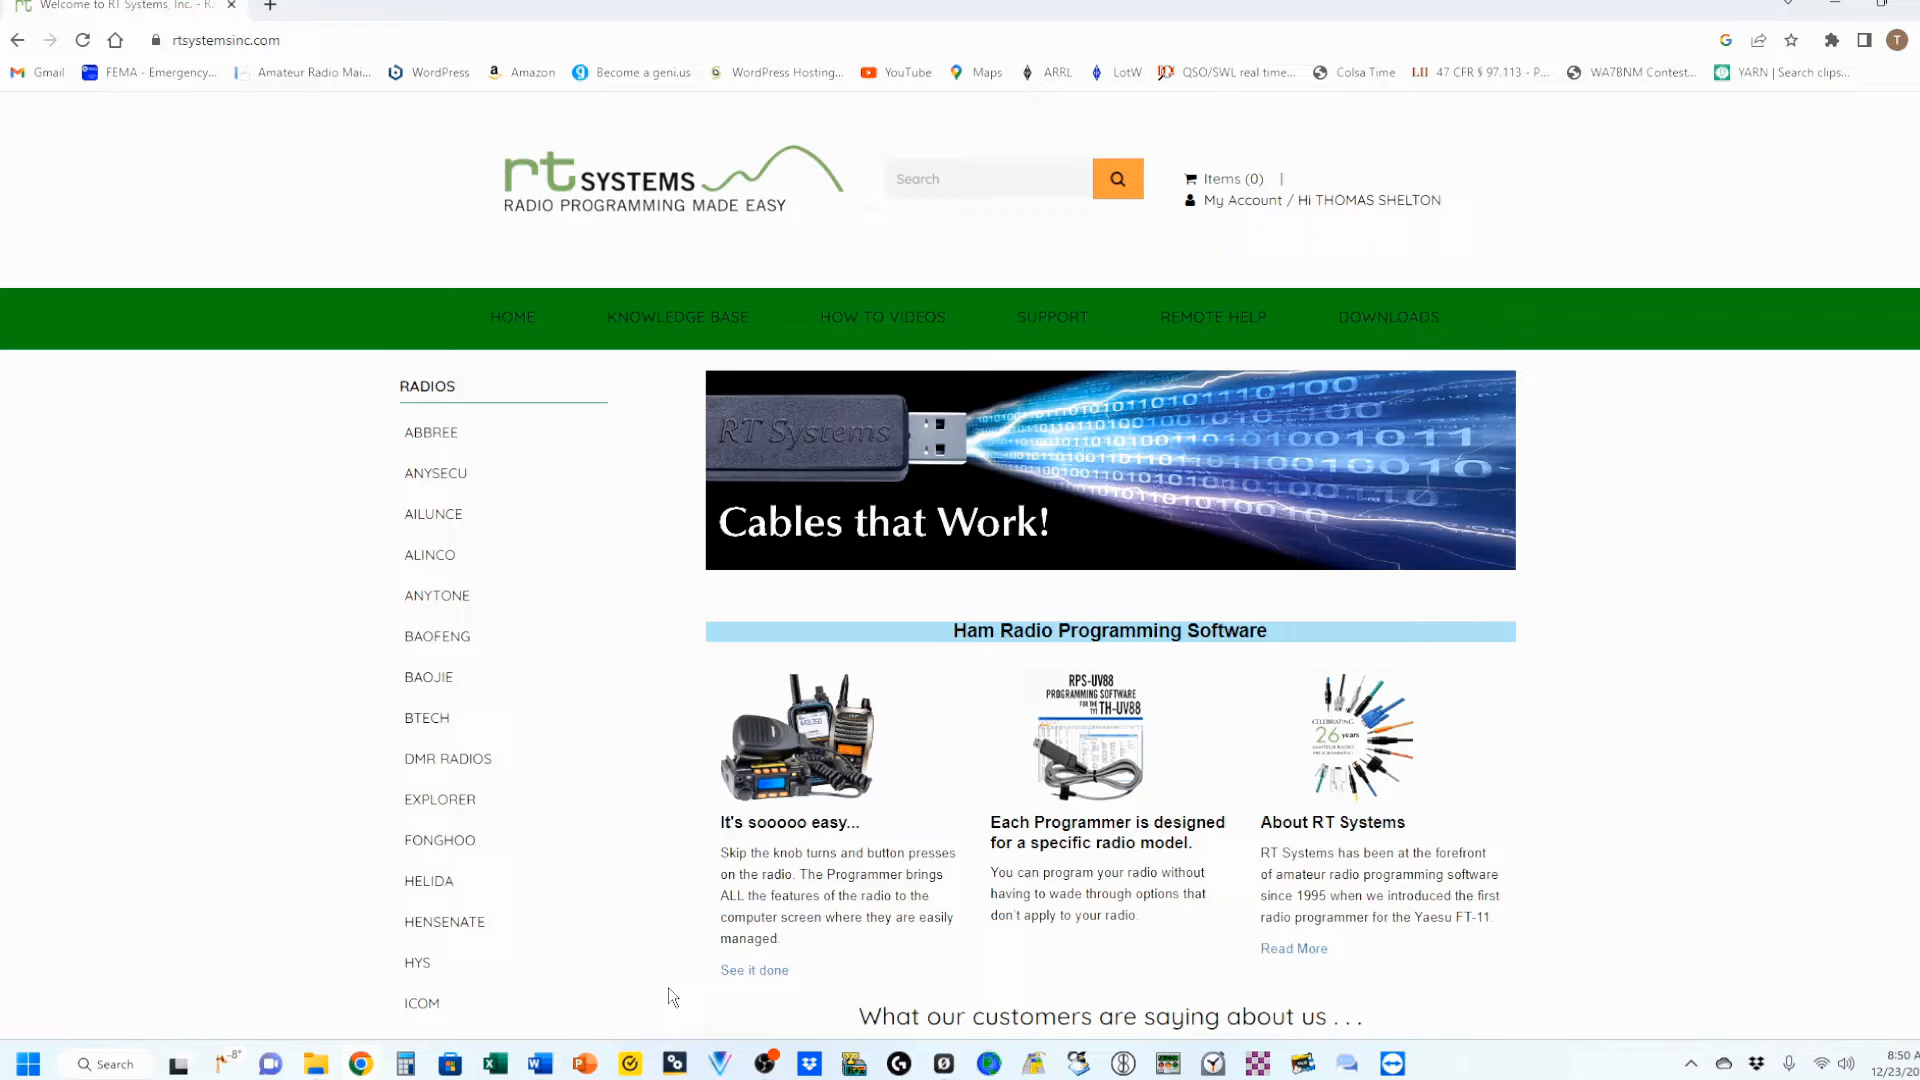 Welcome to RT Systems, Inc. - R
rtsystemsinc.com
Gmail
FEMA - Emergency...
Amateur Radio Mai...
WordPress
Amazon
Become a geni.us
WordPress Hosting...
YouTube
Maps
ARRL
LotW
QSO/SWL real time...
Colsa Time
LII 47 CFR § 97.113 - P...
WA7BNM Contest...
YARN | Search clips...
T
rt SYSTEMS
RADIO PROGRAMMING MADE EASY
Search
Items (0) |
My Account / Hi THOMAS SHELTON
HOME
KNOWLEDGE BASE
HOW TO VIDEOS
SUPPORT
REMOTE HELP
DOWNLOADS
RADIOS
ABBREE
ANYSECU
AILUNCE
ALINCO
ANYTONE
BAOFENG
BAOJIE
BTECH
DMR RADIOS
EXPLORER
FONGHOO
HELIDA
HENSENATE
HYS
ICOM
RT Systems
Cables that Work!
Ham Radio Programming Software
It's sooooo easy...
Skip the knob turns and button presses
on the radio. The Programmer brings
ALL the features of the radio to the
computer screen where they are easily
managed.
See it done
RPS-UV88
PROGRAMMING SOFTWARE
FOR THE
TYT TH-UV88
Each Programmer is designed
for a specific radio model.
You can program your radio without
having to wade through options that
don't apply to your radio.
CELEBRATING
26 years
AMATEUR RADIO
PROGRAMMING
About RT Systems
RT Systems has been at the forefront
of amateur radio programming software
since 1995 when we introduced the first
radio programmer for the Yaesu FT-11.
Read More
What our customers are saying about us . . .
Search
-8°
8:50 A
12/23/20